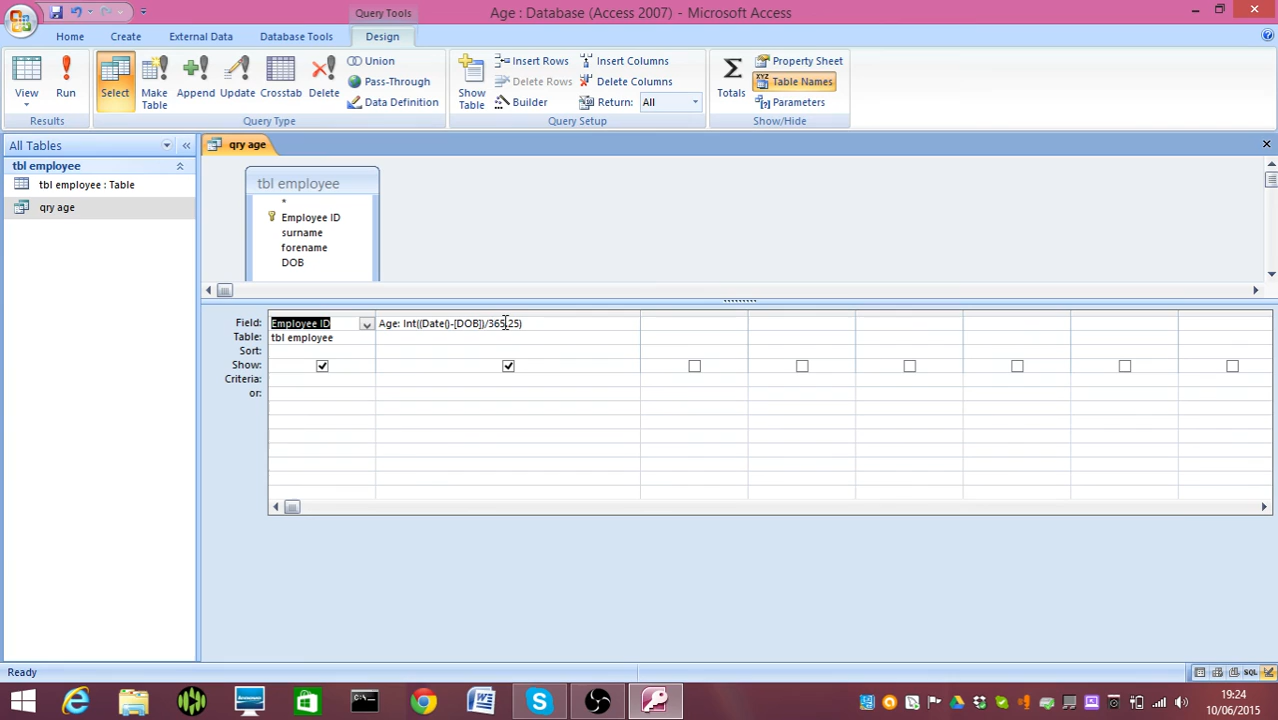 Query Tools
Age : Database (Access 2007) - Microsoft Access
Home
Create
External Data
Database Tools
Design
View
Run
Select
Make Table
Append
Update
Crosstab
Delete
Union
Pass-Through
Data Definition
Show Table
Insert Rows
Delete Rows
Builder
Insert Columns
Delete Columns
Return: All
Totals
Property Sheet
XYZ Table Names
Parameters
Results
Query Type
Query Setup
Show/Hide
All Tables
qry age
tbl employee
tbl employee : Table
qry age
tbl employee
*
Employee ID
surname
forename
DOB
Field: Employee ID Age: Int((Date()-[DOB])/365.25)
Table: tbl employee
Sort:
Show:
Criteria:
or:
Ready
SQL
19:24
10/06/2015